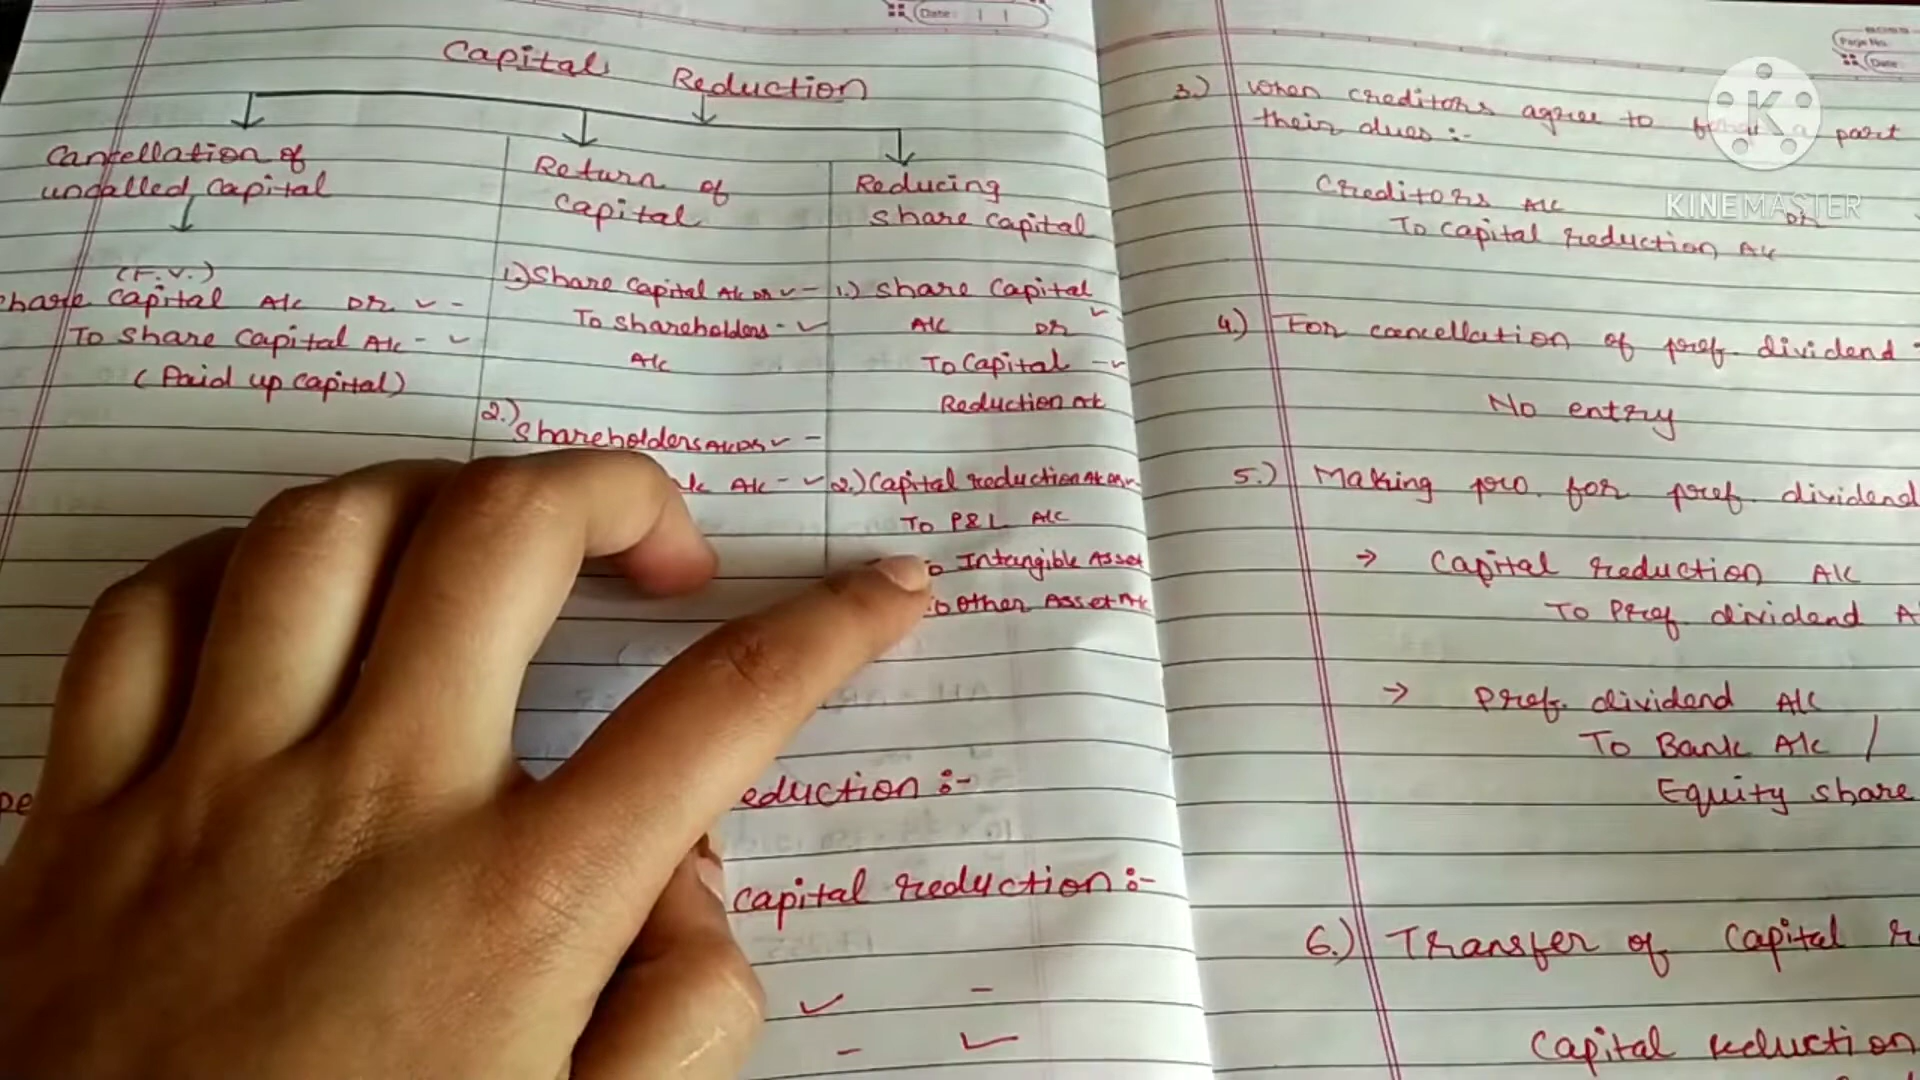 Date:
Capital Reduction
Cancellation of
uncalled capital
(F.V.)
share capital A/c Dr
To share capital A/c -
(Paid up capital)
Return of
capital
1.) Share capital A/c Dr -
To shareholders -
A/c
2.)
Shareholders A/c Dr -
A/c -
Reducing
share capital
1.) share capital
A/c Dr
To capital -
Reduction A/c
2.) Capital reduction A/c Dr
To P&L A/c
To Intangible Asset
To Other Asset A/c
eduction :-
capital reduction :-
Page No.
Date:
3.) When creditors agree to a part
their dues :-
Creditors A/c Dr
To capital reduction A/c
4.) For cancellation of pref. dividend
No entry
5.) Making pro. for pref. dividend
→ Capital reduction A/c
To Pref. dividend A
→ Pref. dividend A/c
To Bank A/c /
Equity share
6.) Transfer of capital r
Capital reduction
K
KINEMASTER